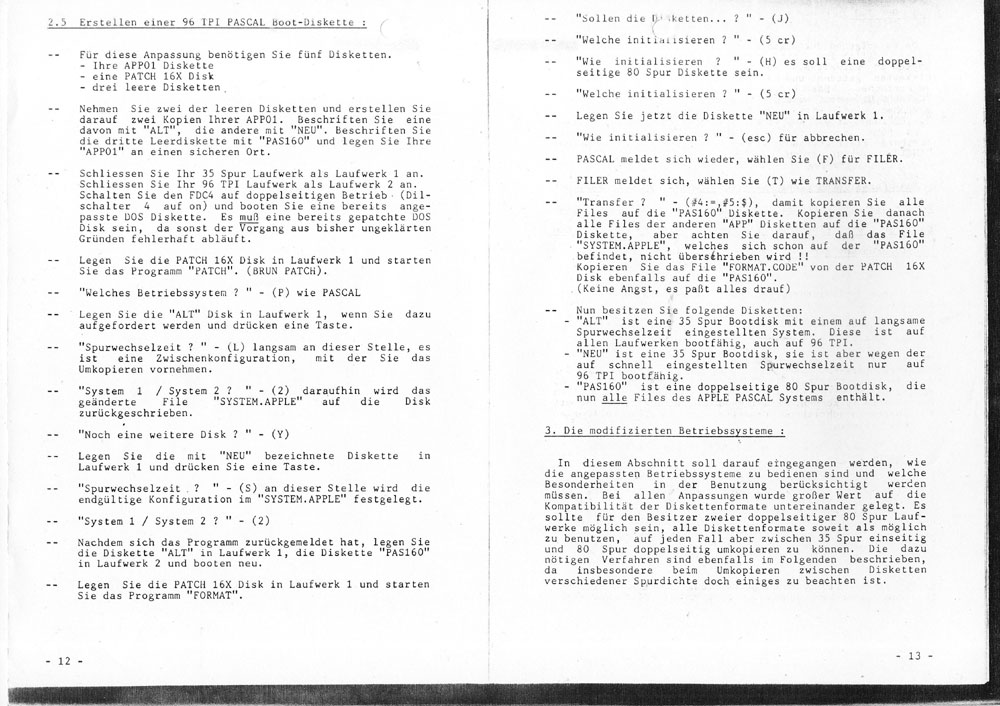 2.5 Erstellen einer 96 TPI PASCAL Boot-Diskette :
-- Für diese Anpassung benötigen Sie fünf Disketten.
- Ihre APP01 Diskette
- eine PATCH 16X Disk
- drei leere Disketten
-- Nehmen Sie zwei der leeren Disketten und erstellen Sie
darauf zwei Kopien Ihrer APP01. Beschriften Sie eine
davon mit "ALT", die andere mit "NEU". Beschriften Sie
die dritte Leerdiskette mit "PAS160" und legen Sie Ihre
"APP01" an einen sicheren Ort.
-- Schliessen Sie Ihr 35 Spur Laufwerk als Laufwerk 1 an.
Schliessen Sie Ihr 96 TPI Laufwerk als Laufwerk 2 an.
Schalten Sie den FDC4 auf doppelseitigen Betrieb (Dil-
schalter 4 auf on) und booten Sie eine bereits ange-
passte DOS Diskette. Es muß eine bereits gepatchte DOS
Disk sein, da sonst der Vorgang aus bisher ungeklärten
Gründen fehlerhaft abläuft.
-- Legen Sie die PATCH 16X Disk in Laufwerk 1 und starten
Sie das Programm "PATCH". (BRUN PATCH).
-- "Welches Betriebssystem ? " - (P) wie PASCAL
-- Legen Sie die "ALT" Disk in Laufwerk 1, wenn Sie dazu
aufgefordert werden und drücken eine Taste.
-- "Spurwechselzeit ? " - (L) langsam an dieser Stelle, es
ist eine Zwischenkonfiguration, mit der Sie das
Umkopieren vornehmen.
-- "System 1 / System 2 ? " - (2) daraufhin wird das
geänderte File "SYSTEM.APPLE" auf die Disk
zurückgeschrieben.
-- "Noch eine weitere Disk ? " - (Y)
-- Legen Sie die mit "NEU" bezeichnete Diskette in
Laufwerk 1 und drücken Sie eine Taste.
-- "Spurwechselzeit ? " - (S) an dieser Stelle wird die
endgültige Konfiguration im "SYSTEM.APPLE" festgelegt.
-- "System 1 / System 2 ? " - (2)
-- Nachdem sich das Programm zurückgemeldet hat, legen Sie
die Diskette "ALT" in Laufwerk 1, die Diskette "PAS160"
in Laufwerk 2 und booten neu.
-- Legen Sie die PATCH 16X Disk in Laufwerk 1 und starten
Sie das Programm "FORMAT".
- 12 -
-- "Sollen die Disketten... ? " - (J)
-- "Welche initialisieren ? " - (5 cr)
-- "Wie initialisieren ? " - (H) es soll eine doppel-
seitige 80 Spur Diskette sein.
-- "Welche initialisieren ? " - (5 cr)
-- Legen Sie jetzt die Diskette "NEU" in Laufwerk 1.
-- "Wie initialisieren ? " - (esc) für abbrechen.
-- PASCAL meldet sich wieder, wählen Sie (F) für FILER.
-- FILER meldet sich, wählen Sie (T) wie TRANSFER.
-- "Transfer ? " - (#4:=,#5:$), damit kopieren Sie alle
Files auf die "PAS160" Diskette. Kopieren Sie danach
alle Files der anderen "APP" Disketten auf die "PAS160"
Diskette, aber achten Sie darauf, daß das File
"SYSTEM.APPLE", welches sich schon auf der "PAS160"
befindet, nicht überschrieben wird !!
Kopieren Sie das File "FORMAT.CODE" von der PATCH 16X
Disk ebenfalls auf die "PAS160".
(Keine Angst, es paßt alles drauf)
-- Nun besitzen Sie folgende Disketten:
- "ALT" ist eine 35 Spur Bootdisk mit einem auf langsame
Spurwechselzeit eingestellten System. Diese ist auf
allen Laufwerken bootfähig, auch auf 96 TPI.
- "NEU" ist eine 35 Spur Bootdisk, sie ist aber wegen der
auf schnell eingestellten Spurwechselzeit nur auf
96 TPI bootfähig.
- "PAS160" ist eine doppelseitige 80 Spur Bootdisk, die
nun alle Files des APPLE PASCAL Systems enthält.
3. Die modifizierten Betriebssysteme :
In diesem Abschnitt soll darauf eingegangen werden, wie
die angepassten Betriebssysteme zu bedienen sind und welche
Besonderheiten in der Benutzung berücksichtigt werden
müssen. Bei allen Anpassungen wurde großer Wert auf die
Kompatibilität der Diskettenformate untereinander gelegt. Es
sollte für den Besitzer zweier doppelseitiger 80 Spur Lauf-
werke möglich sein, alle Diskettenformate soweit als möglich
zu benutzen, auf jeden Fall aber zwischen 35 Spur einseitig
und 80 Spur doppelseitig umkopieren zu können. Die dazu
nötigen Verfahren sind ebenfalls im Folgenden beschrieben,
da insbesondere beim Umkopieren zwischen Disketten
verschiedener Spurdichte doch einiges zu beachten ist.
- 13 -